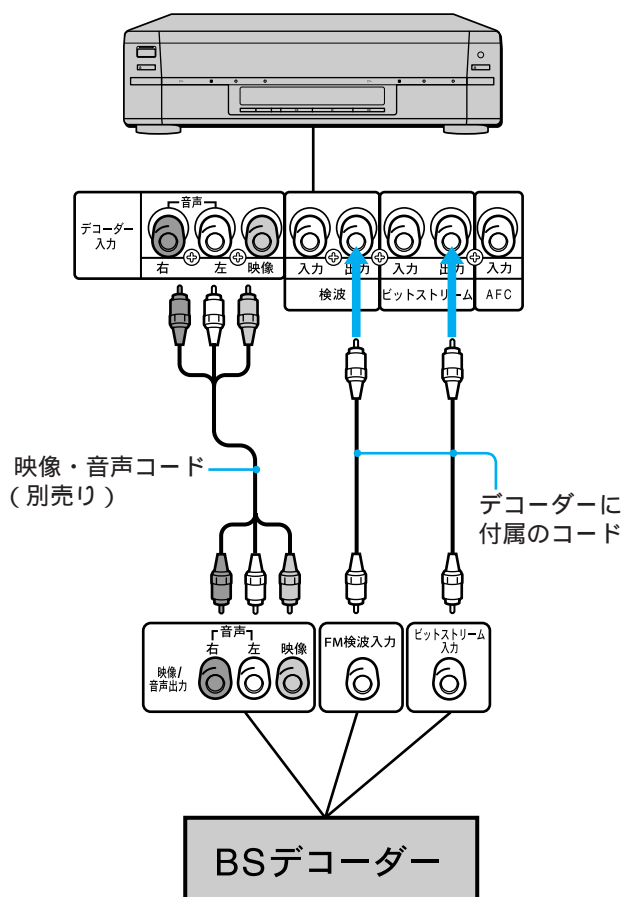 音声
デコーダー
入力
右 左 映像
入力 出力 入力 出力 入力
検波 ビットストリーム AFC
映像・音声コード
(別売り)
デコーダーに
付属のコード
音声
右 左 映像
映像/
音声出力
FM検波入力
ビットストリーム
入力
BSデコーダー